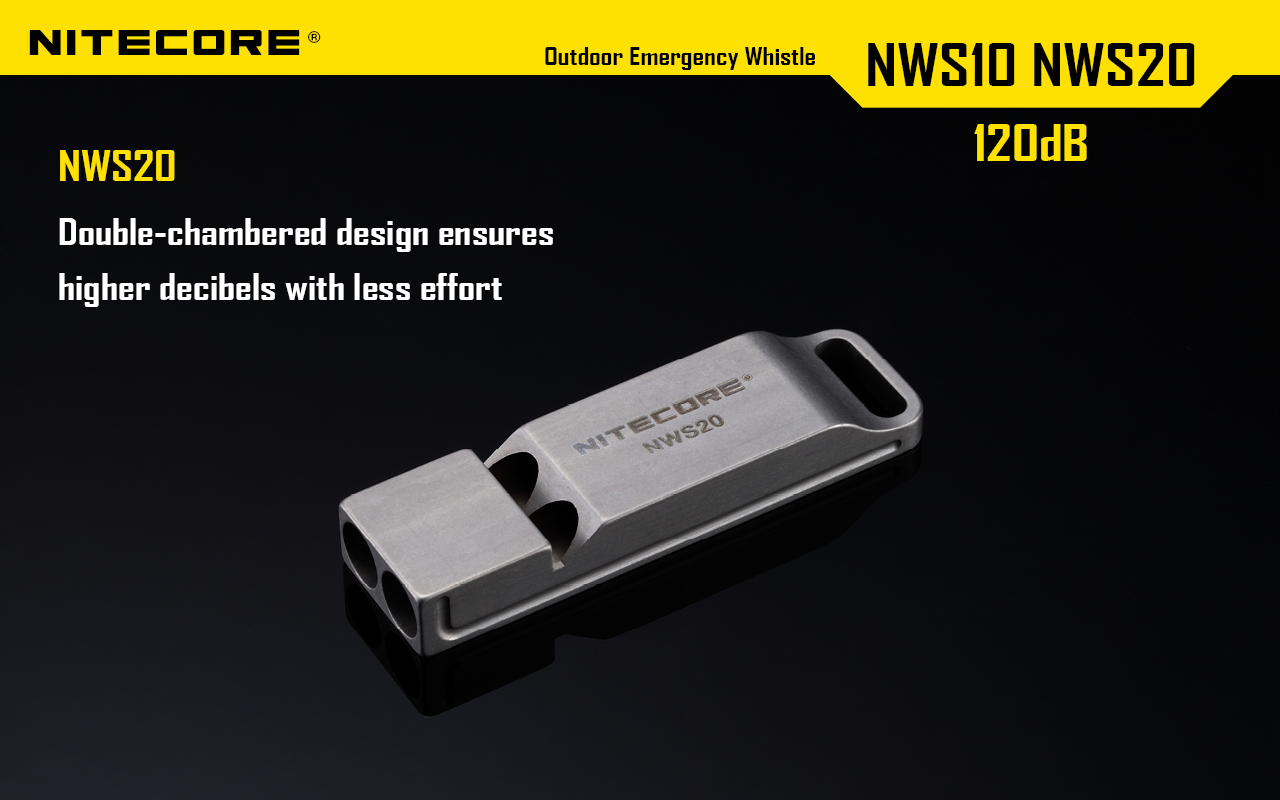 NITECORE®
Outdoor Emergency Whistle
NWS10 NWS20
120dB
NWS20
Double-chambered design ensures
higher decibels with less effort
NITECORE®
NWS20